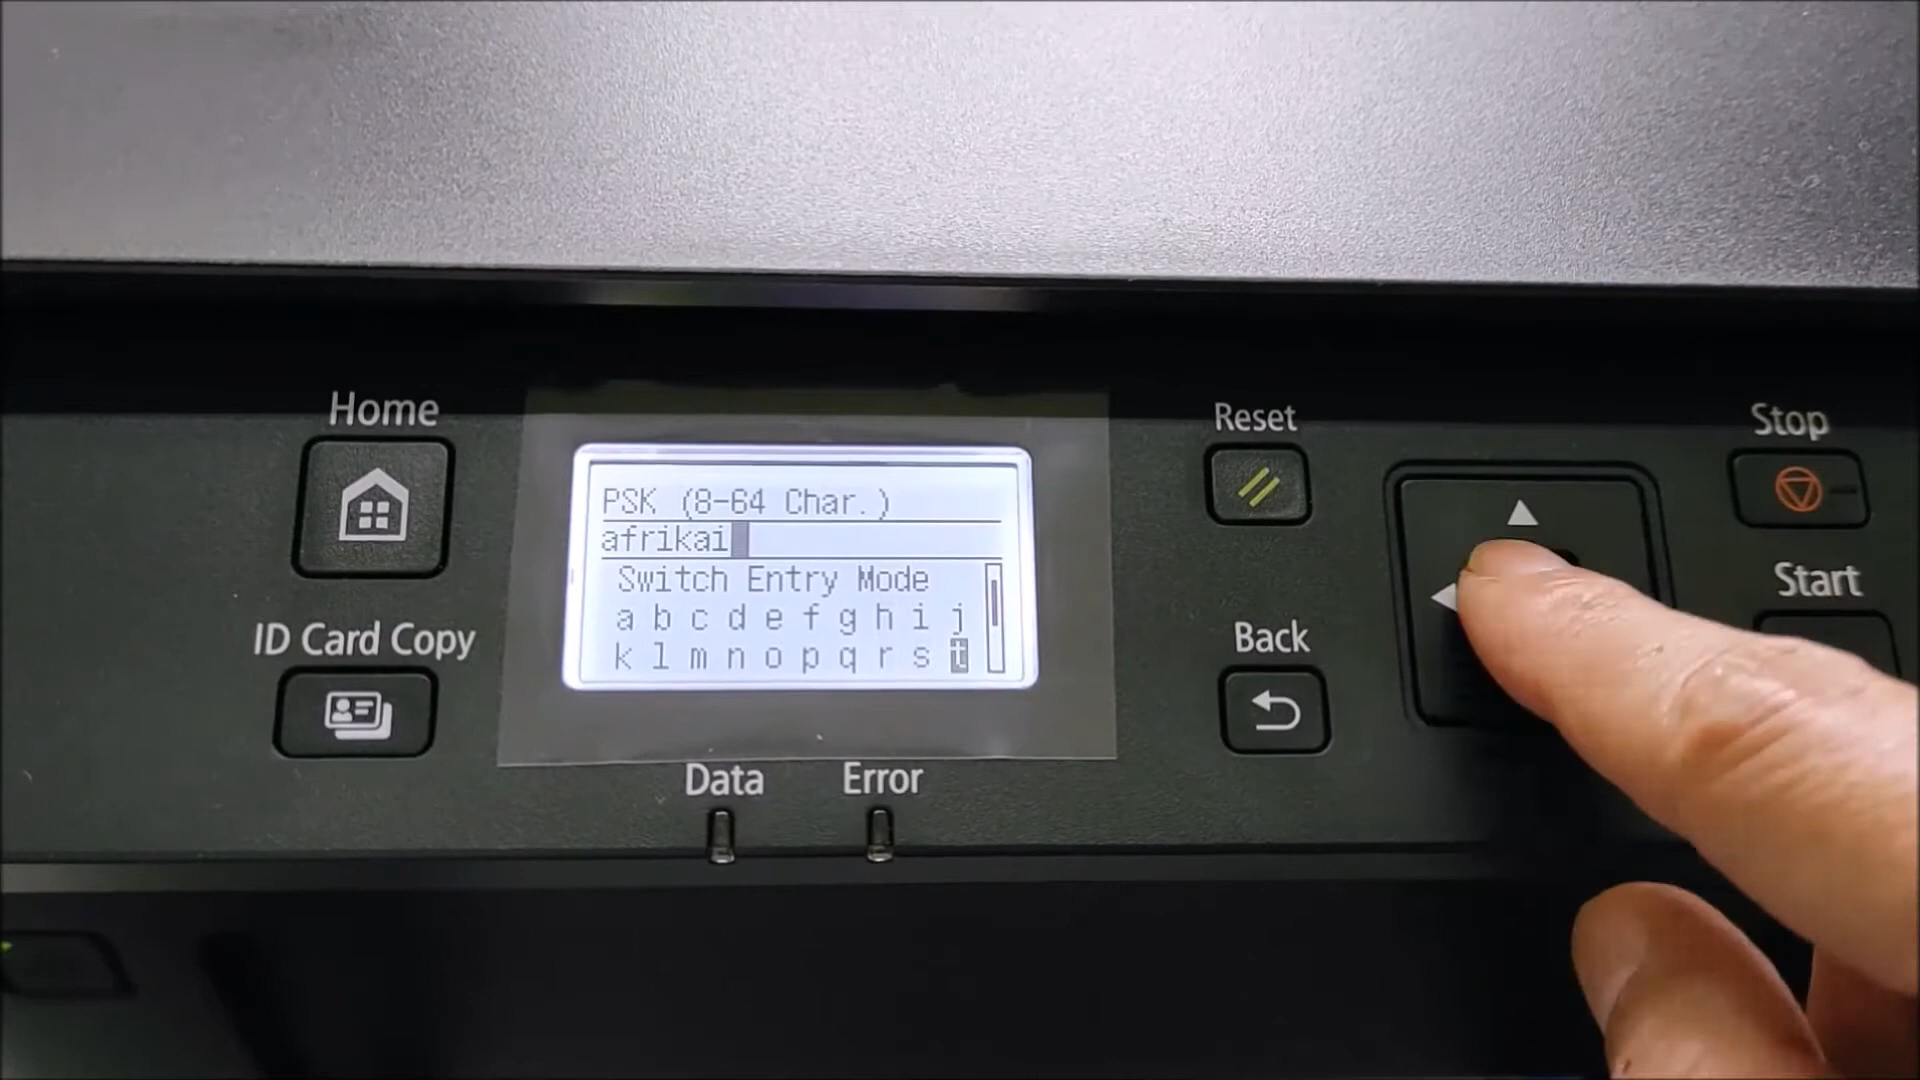 Home
ID Card Copy
PSK (8-64 Char.)
afrikai
Switch Entry Mode
a b c d e f g h i j
k l m n o p q r s t
Data
Error
Reset
Back
Stop
Start